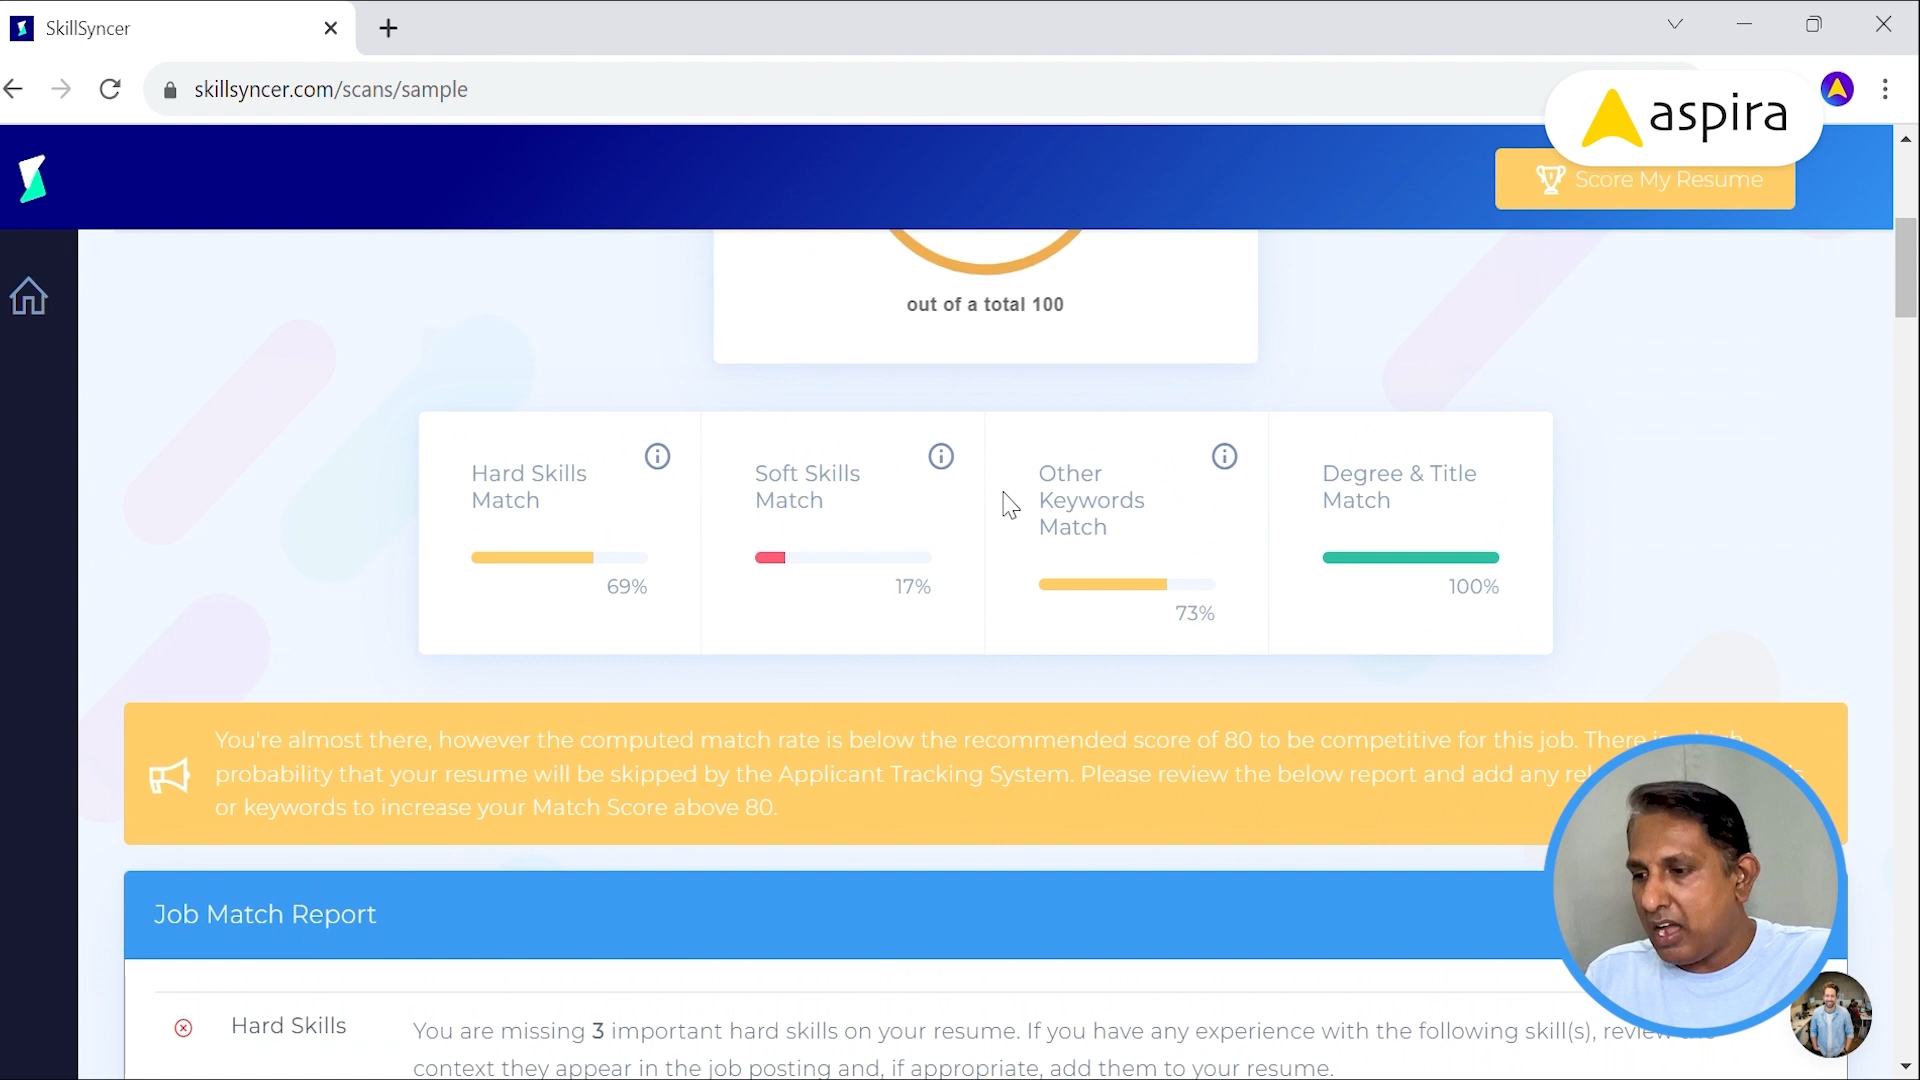 SkillSyncer
skillsyncer.com/scans/sample
aspira
Score My Resume
out of a total 100
Hard Skills
Match
69%
Soft Skills
Match
17%
Other
Keywords
Match
73%
Degree & Title
Match
100%
You're almost there, however the computed match rate is below the recommended score of 80 to be competitive for this job. There
probability that your resume will be skipped by the Applicant Tracking System. Please review the below report and add any
or keywords to increase your Match Score above 80.
Job Match Report
Hard Skills
You are missing 3 important hard skills on your resume. If you have any experience with the following skill(s), review
context they appear in the job posting and, if appropriate, add them to your resume.